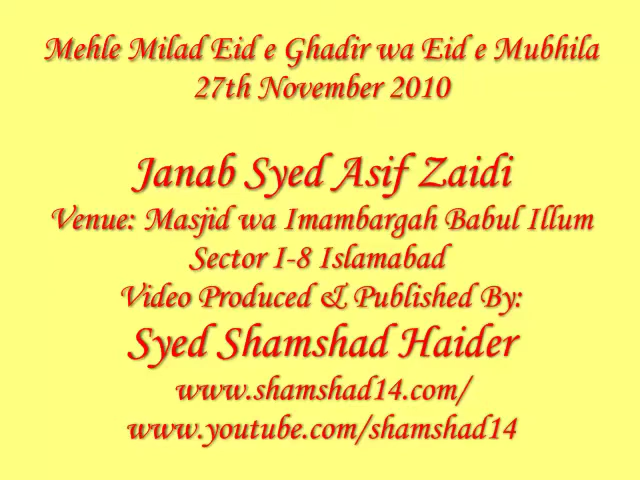 Mehle Milad Eid e Ghadir wa Eid e Mubhila
27th November 2010
Janab Syed Asif Zaidi
Venue: Masjid wa Imambargah Babul Illum
Sector I-8 Islamabad
Video Produced & Published By:
Syed Shamshad Haider
www.shamshad14.com/
www.youtube.com/shamshad14